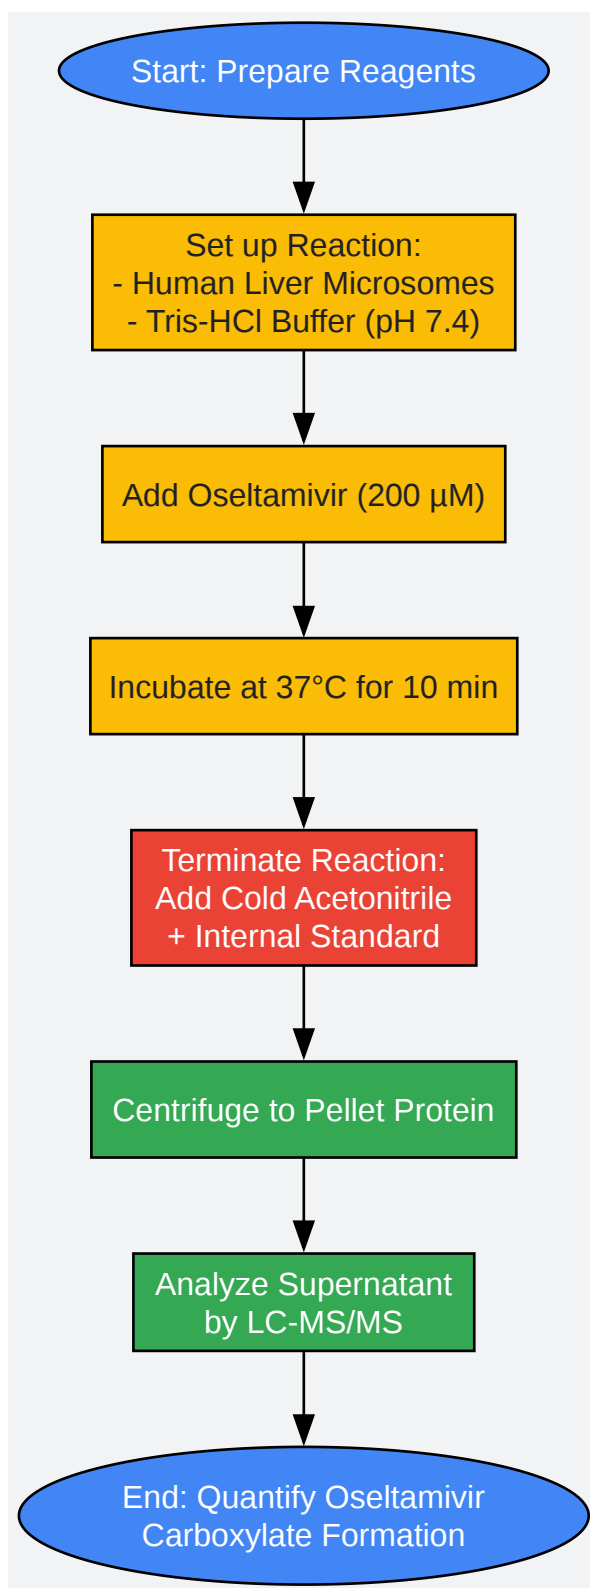 Start: Prepare Reagents
Set up Reaction:
- Human Liver Microsomes
- Tris-HCl Buffer (pH 7.4)
Add Oseltamivir (200 µM)
Incubate at 37°C for 10 min
Terminate Reaction:
Add Cold Acetonitrile
+ Internal Standard
Centrifuge to Pellet Protein
Analyze Supernatant
by LC-MS/MS
End: Quantify Oseltamivir
Carboxylate Formation